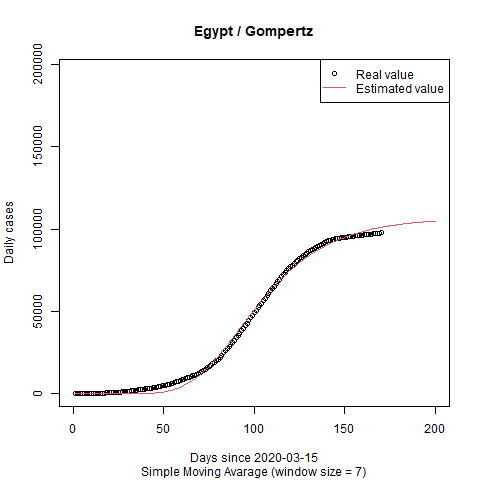 Egypt / Gompertz
Real value
Estimated value
Daily cases
200000
150000
100000
50000
0
0
50
100
150
200
Days since 2020-03-15
Simple Moving Avarage (window size = 7)